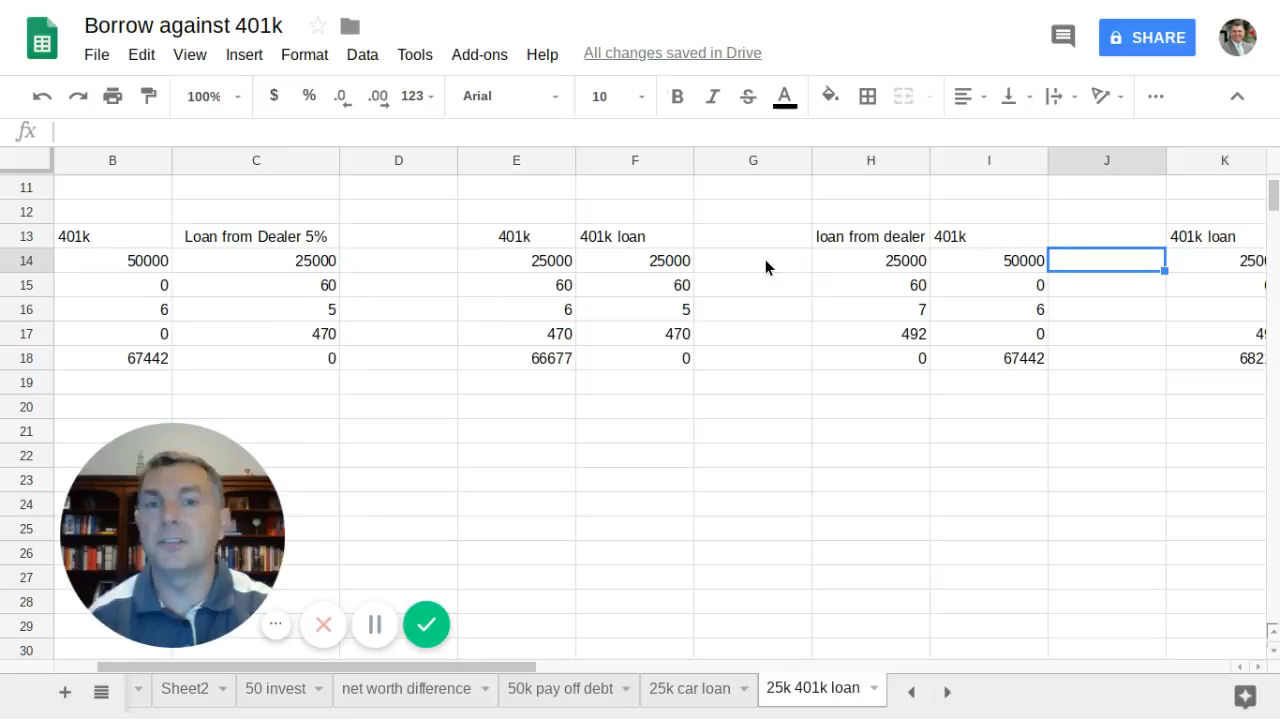 Borrow against 401k
File Edit View Insert Format Data Tools Add-ons Help All changes saved in Drive
SHARE
100% $ % .0 .00 123 Arial 10 B I S A
fx
B C D E F G H I J K
11
12
13 401k Loan from Dealer 5% 401k 401k loan loan from dealer 401k 401k loan
14 50000 25000 25000 25000 25000 50000 250
15 0 60 60 60 60 0 6
16 6 5 6 5 7 6
17 0 470 470 470 492 0 49
18 67442 0 66677 0 0 67442 682
19
20
21
22
23
24
25
26
27
28
29
30
Sheet2 50 invest net worth difference 50k pay off debt 25k car loan 25k 401k loan